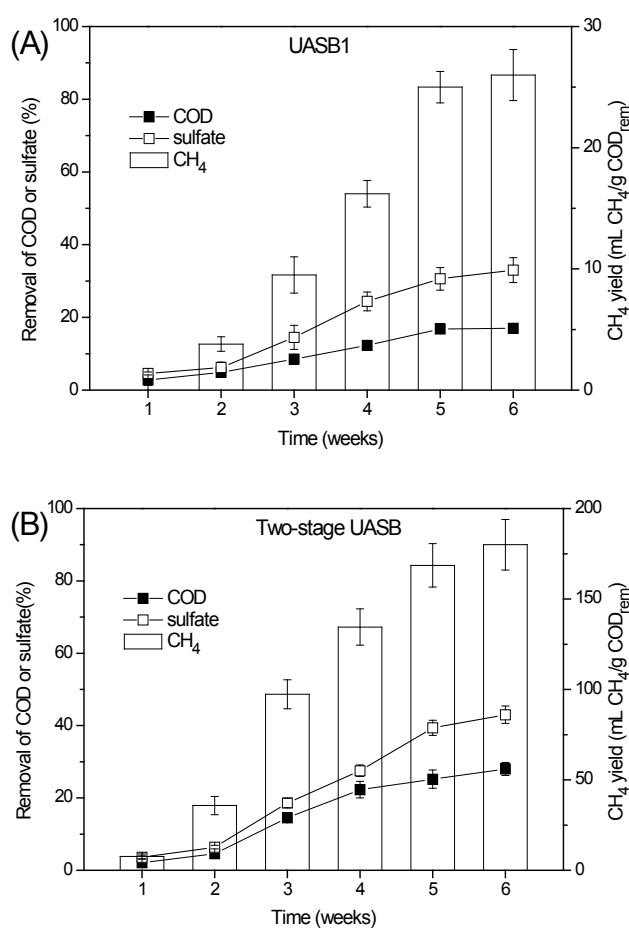 (A)
UASB1
COD
sulfate
CH4
Removal of COD or sulfate (%)
100
80
60
40
20
0
30
20
10
0
CH4 yield (mL CH4/g CODrem)
1 2 3 4 5 6
Time (weeks)
(B)
Two-stage UASB
COD
sulfate
CH4
Removal of COD or sulfate(%)
100
80
60
40
20
0
200
150
100
50
0
CH4 yield (mL CH4/g CODrem)
1 2 3 4 5 6
Time (weeks)